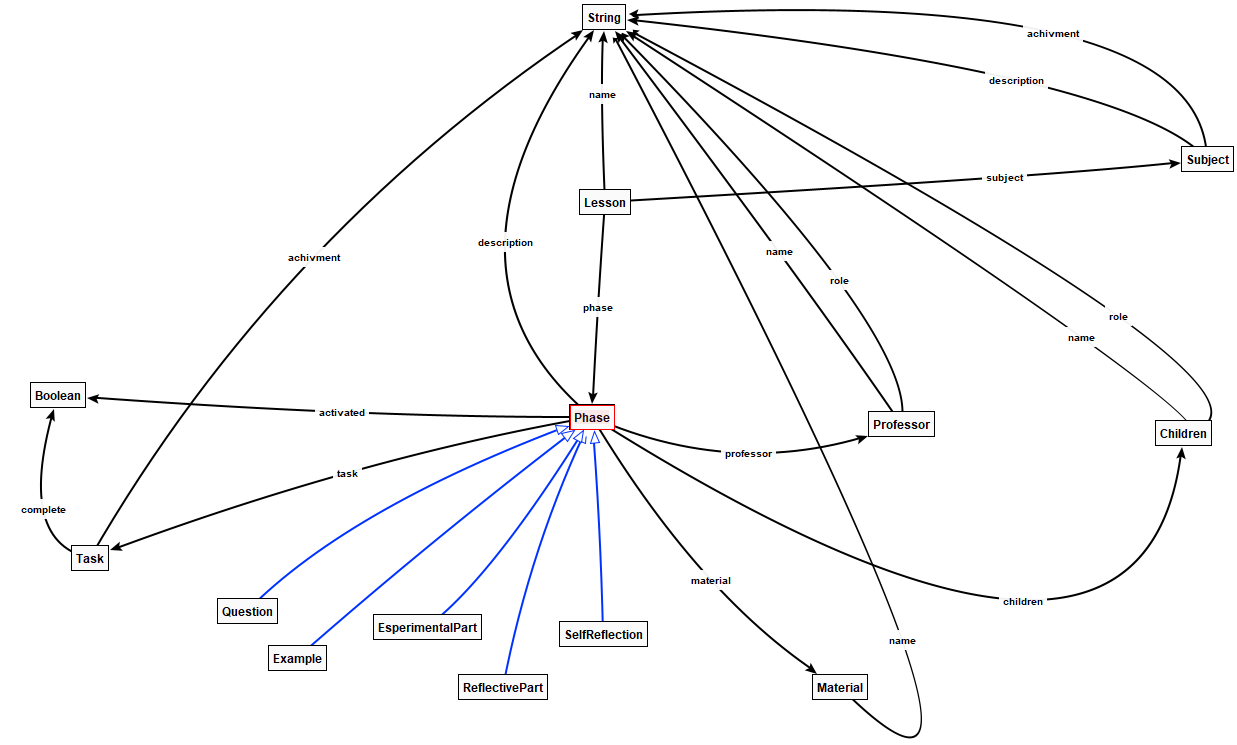 String
achivment
description
name
Subject
subject
Lesson
description
name
achivment
role
phase
role
name
Boolean
activated
Phase
Professor
Children
professor
task
complete
Task
material
children
Question
EsperimentalPart
SelfReflection
name
Example
ReflectivePart
Material